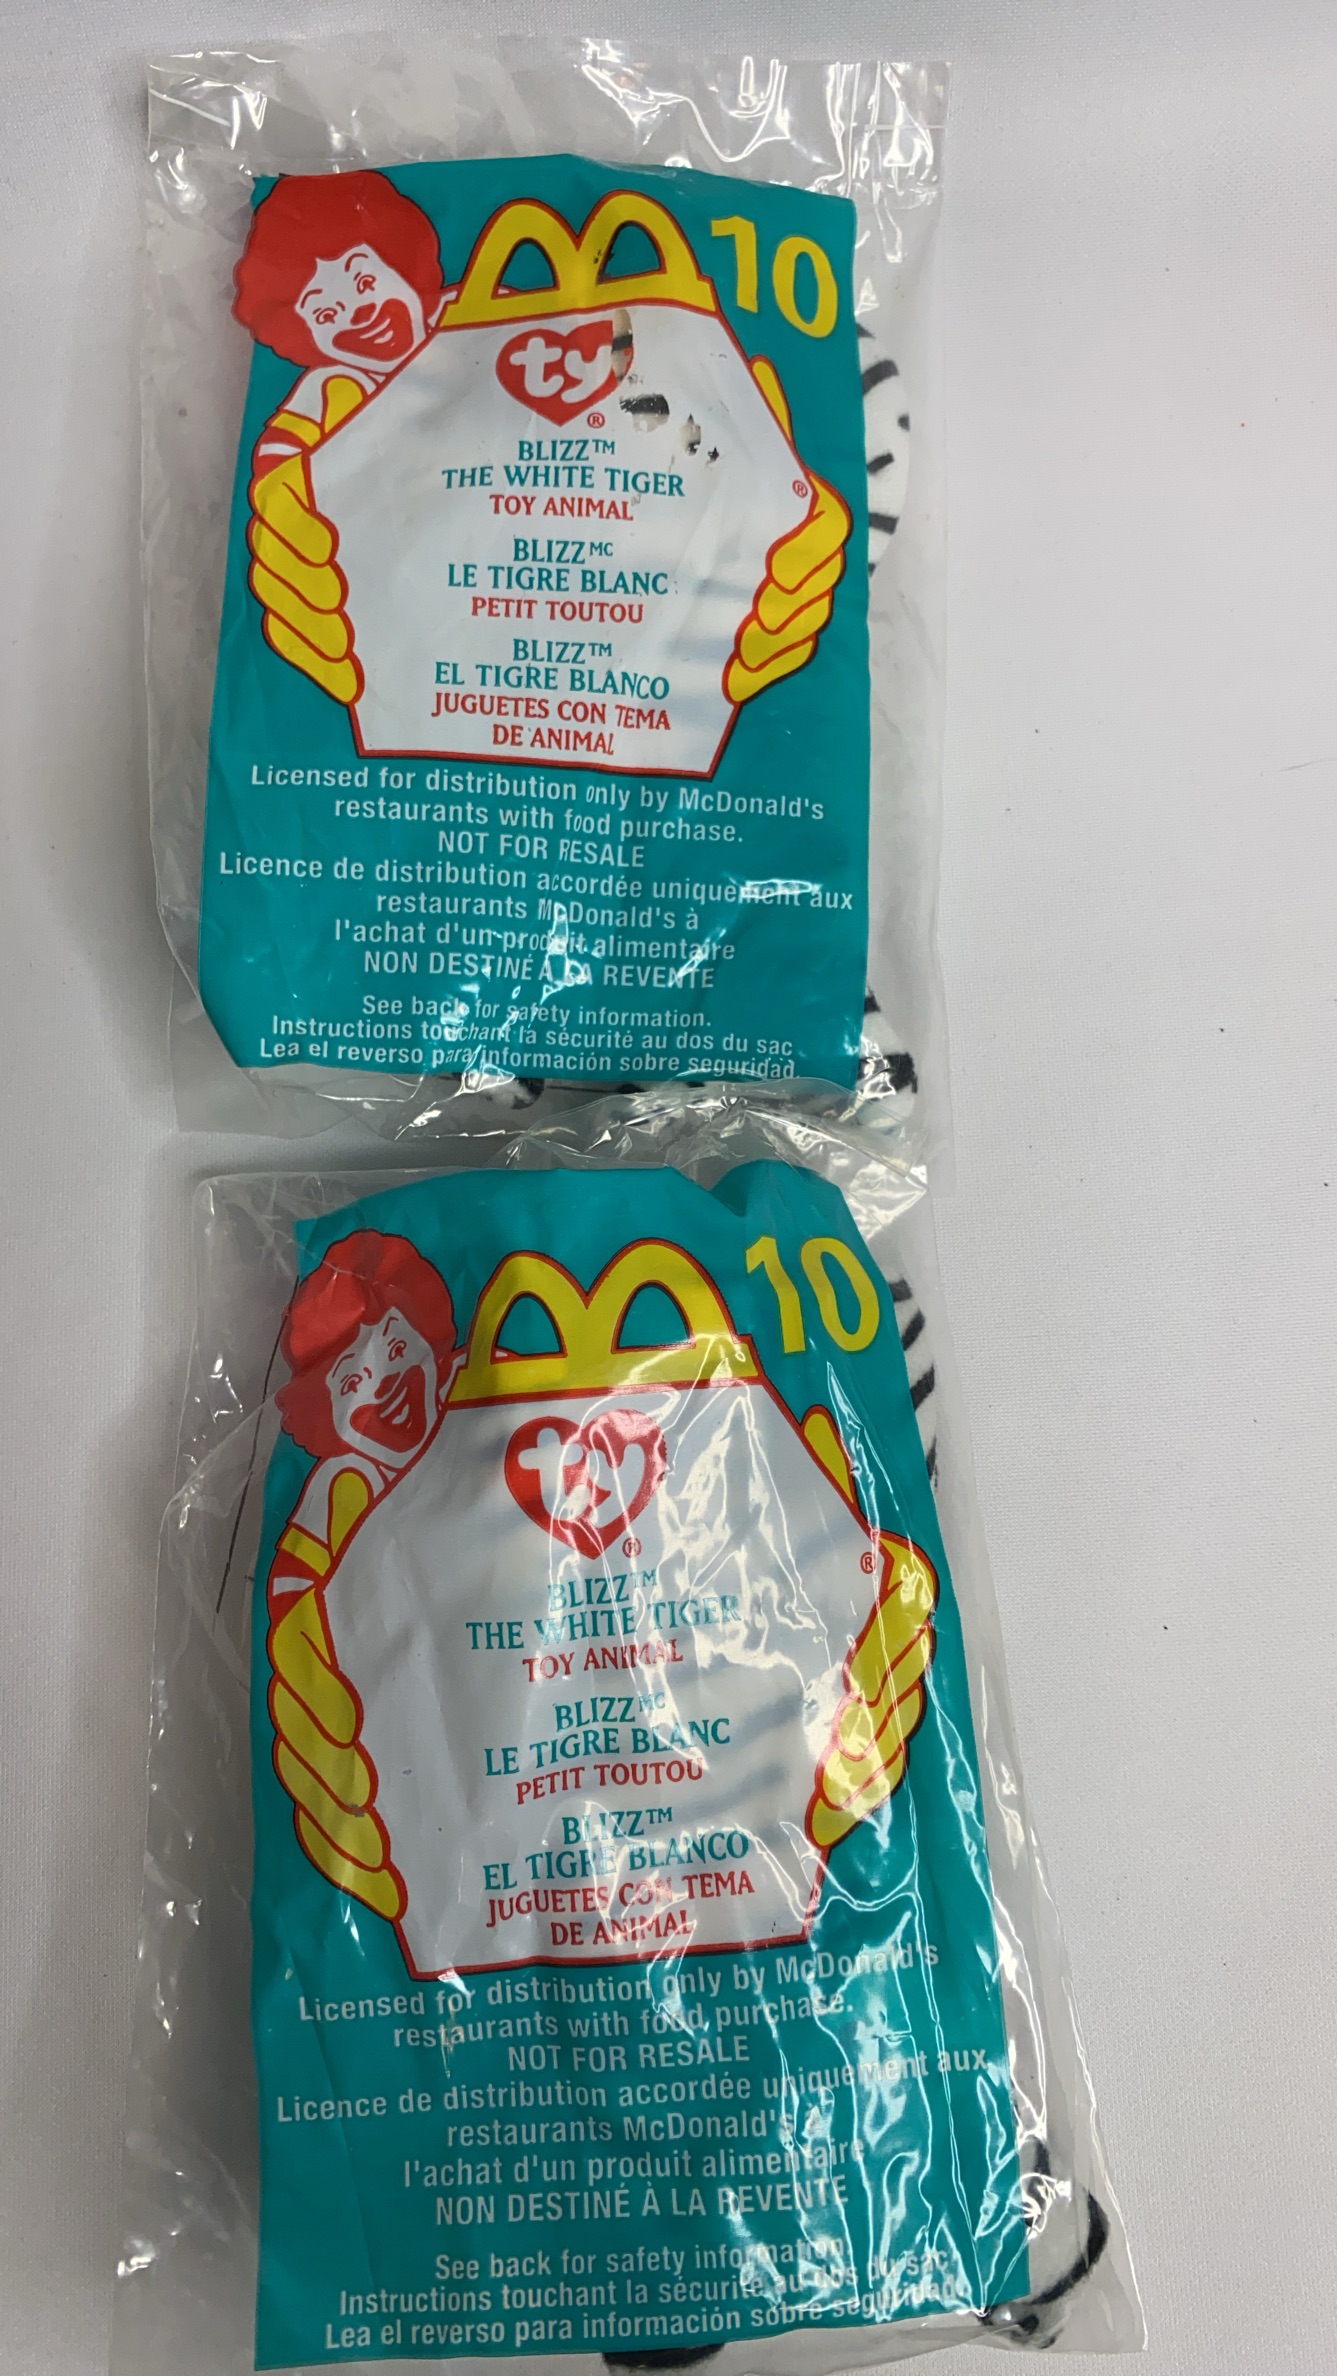 10
ty®
BLIZZ™
THE WHITE TIGER
TOY ANIMAL
®
BLIZZ MC
LE TIGRE BLANC
PETIT TOUTOU
BLIZZ™
EL TIGRE BLANCO
JUGUETES CON TEMA
DE ANIMAL
Licensed for distribution only by McDonald's
restaurants with food purchase.
NOT FOR RESALE
Licence de distribution accordée uniquement aux
restaurants McDonald's à
l'achat d'un produit alimentaire
NON DESTINÉ À LA REVENTE
See back for safety information.
Instructions touchant la sécurité au dos du sac
Lea el reverso para información sobre seguridad.
10
ty®
BLIZZ™
THE WHITE TIGER
TOY ANIMAL
®
BLIZZ MC
LE TIGRE BLANC
PETIT TOUTOU
BLIZZ™
EL TIGRE BLANCO
JUGUETES CON TEMA
DE ANIMAL
Licensed for distribution only by McDonald's
restaurants with food purchase.
NOT FOR RESALE
Licence de distribution accordée uniquement aux
restaurants McDonald's à
l'achat d'un produit alimentaire
NON DESTINÉ À LA REVENTE
See back for safety information.
Instructions touchant la sécurité au dos du sac
Lea el reverso para información sobre seguridad.